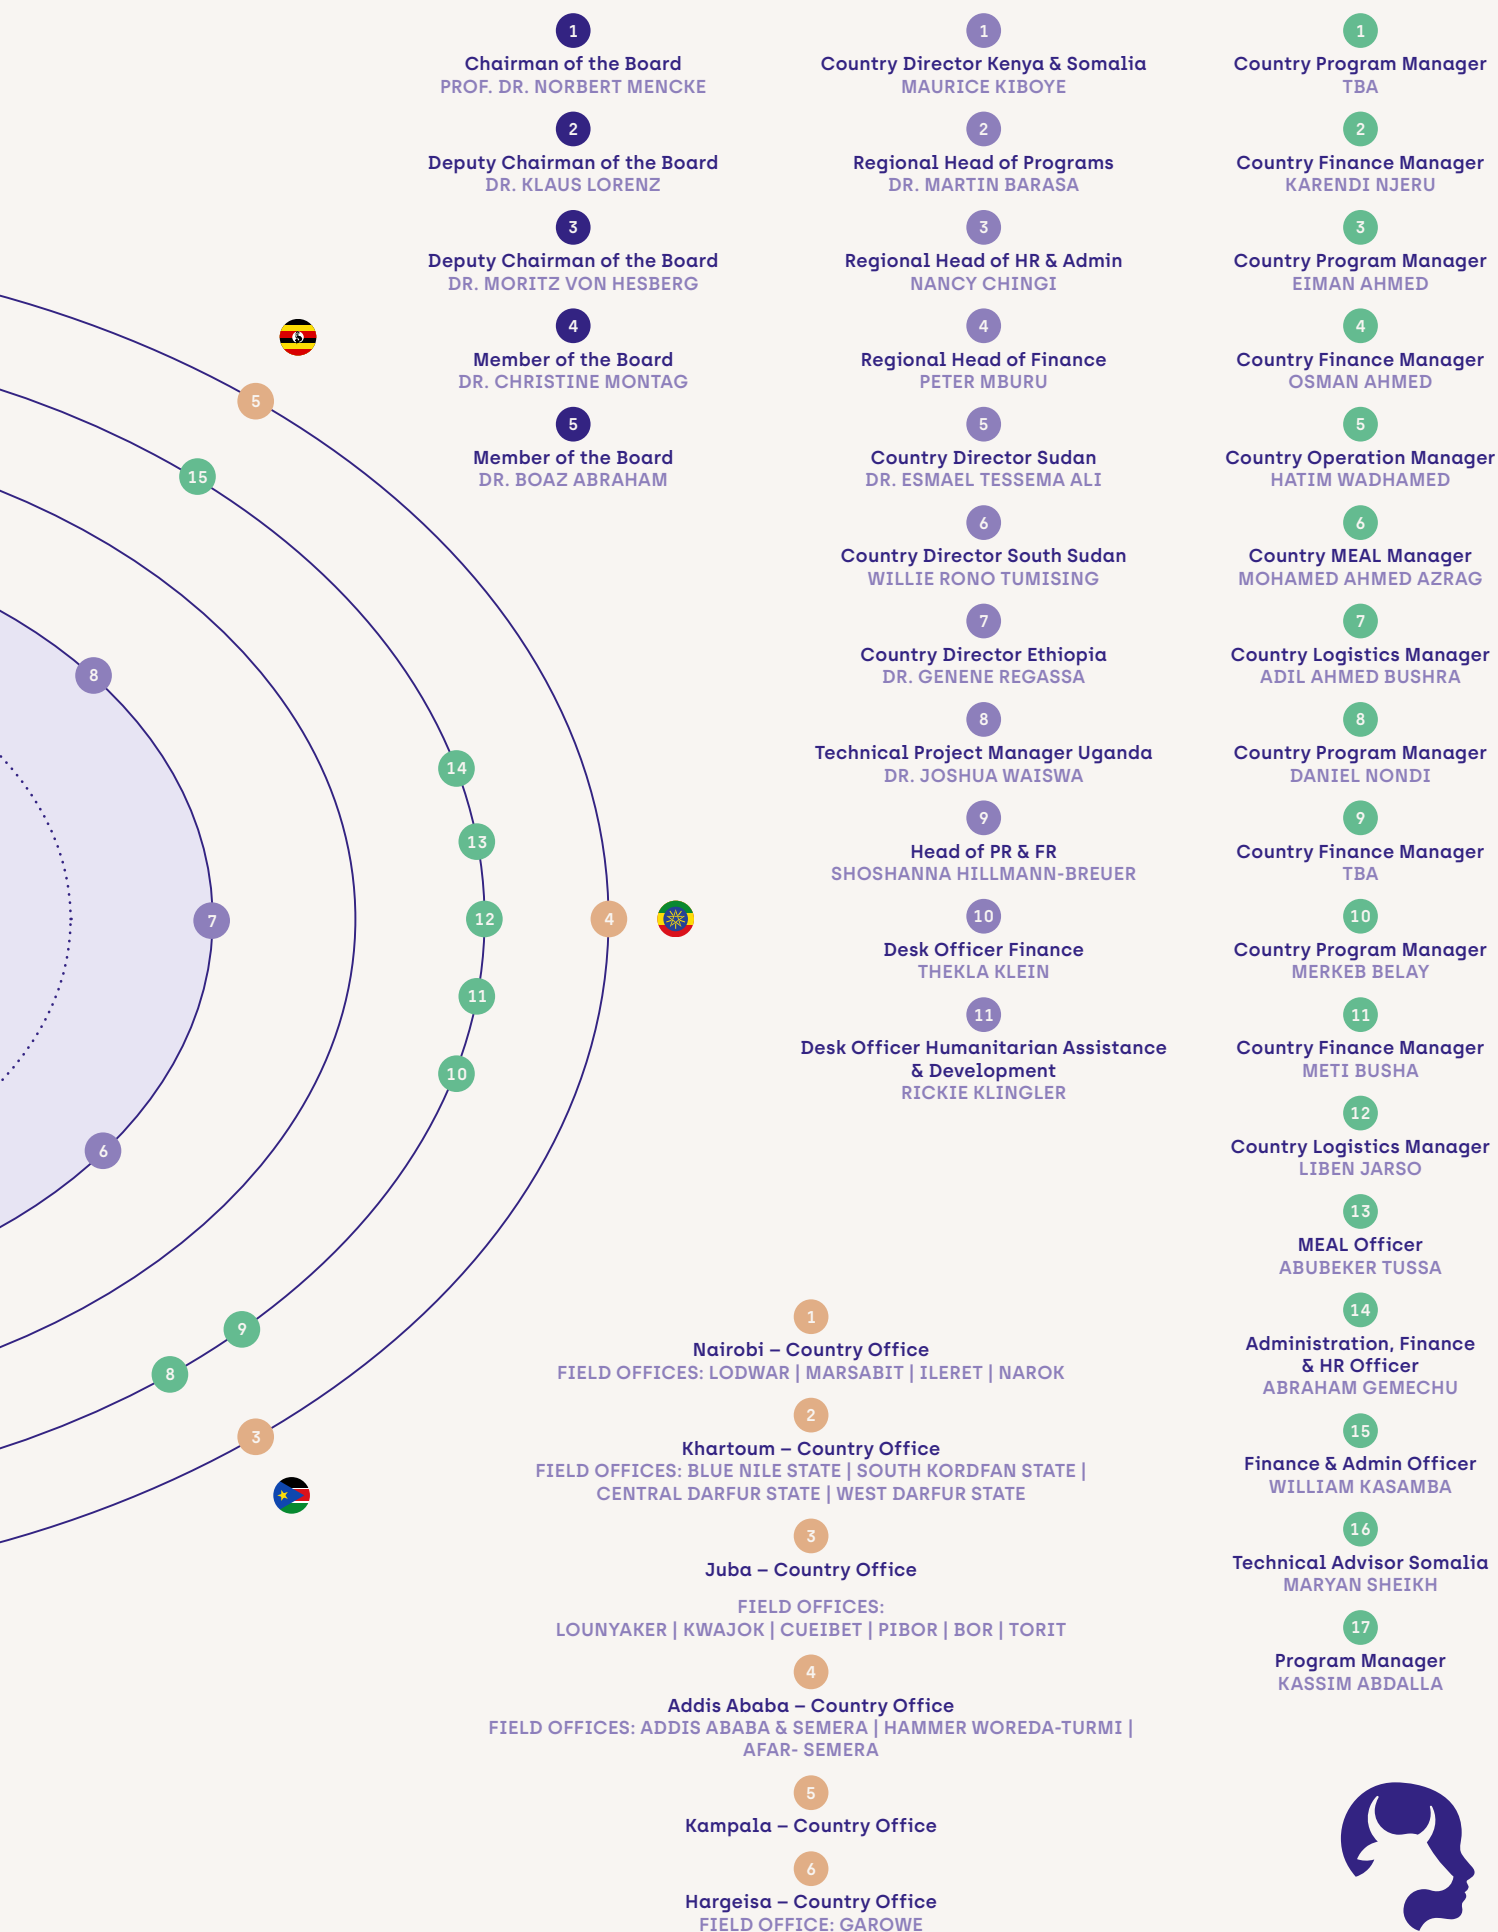 1
Chairman of the Board
PROF. DR. NORBERT MENCKE
2
Deputy Chairman of the Board
DR. KLAUS LORENZ
3
Deputy Chairman of the Board
DR. MORITZ VON HESBERG
4
Member of the Board
DR. CHRISTINE MONTAG
5
Member of the Board
DR. BOAZ ABRAHAM
1
Country Director Kenya & Somalia
MAURICE KIBOYE
2
Regional Head of Programs
DR. MARTIN BARASA
3
Regional Head of HR & Admin
NANCY CHINGI
4
Regional Head of Finance
PETER MBURU
5
Country Director Sudan
DR. ESMAEL TESSEMA ALI
6
Country Director South Sudan
WILLIE RONO TUMISING
7
Country Director Ethiopia
DR. GENENE REGASSA
8
Technical Project Manager Uganda
DR. JOSHUA WAISWA
9
Head of PR & FR
SHOSHANNA HILLMANN-BREUER
10
Desk Officer Finance
THEKLA KLEIN
11
Desk Officer Humanitarian Assistance
& Development
RICKIE KLINGLER
1
Country Program Manager
TBA
2
Country Finance Manager
KARENDI NJERU
3
Country Program Manager
EIMAN AHMED
4
Country Finance Manager
OSMAN AHMED
5
Country Operation Manager
HATIM WADHAMED
6
Country MEAL Manager
MOHAMED AHMED AZRAG
7
Country Logistics Manager
ADIL AHMED BUSHRA
8
Country Program Manager
DANIEL NONDI
9
Country Finance Manager
TBA
10
Country Program Manager
MERKEB BELAY
11
Country Finance Manager
METI BUSHA
12
Country Logistics Manager
LIBEN JARSO
13
MEAL Officer
ABUBEKER TUSSA
14
Administration, Finance
& HR Officer
ABRAHAM GEMECHU
15
Finance & Admin Officer
WILLIAM KASAMBA
16
Technical Advisor Somalia
MARYAN SHEIKH
17
Program Manager
KASSIM ABDALLA
5
15
8
14
13
7
12
4
11
10
6
9
8
3
1
Nairobi – Country Office
FIELD OFFICES: LODWAR | MARSABIT | ILERET | NAROK
2
Khartoum – Country Office
FIELD OFFICES: BLUE NILE STATE | SOUTH KORDFAN STATE |
CENTRAL DARFUR STATE | WEST DARFUR STATE
3
Juba – Country Office
FIELD OFFICES:
LOUNYAKER | KWAJOK | CUEIBET | PIBOR | BOR | TORIT
4
Addis Ababa – Country Office
FIELD OFFICES: ADDIS ABABA & SEMERA | HAMMER WOREDA-TURMI |
AFAR- SEMERA
5
Kampala – Country Office
6
Hargeisa – Country Office
FIELD OFFICE: GAROWE